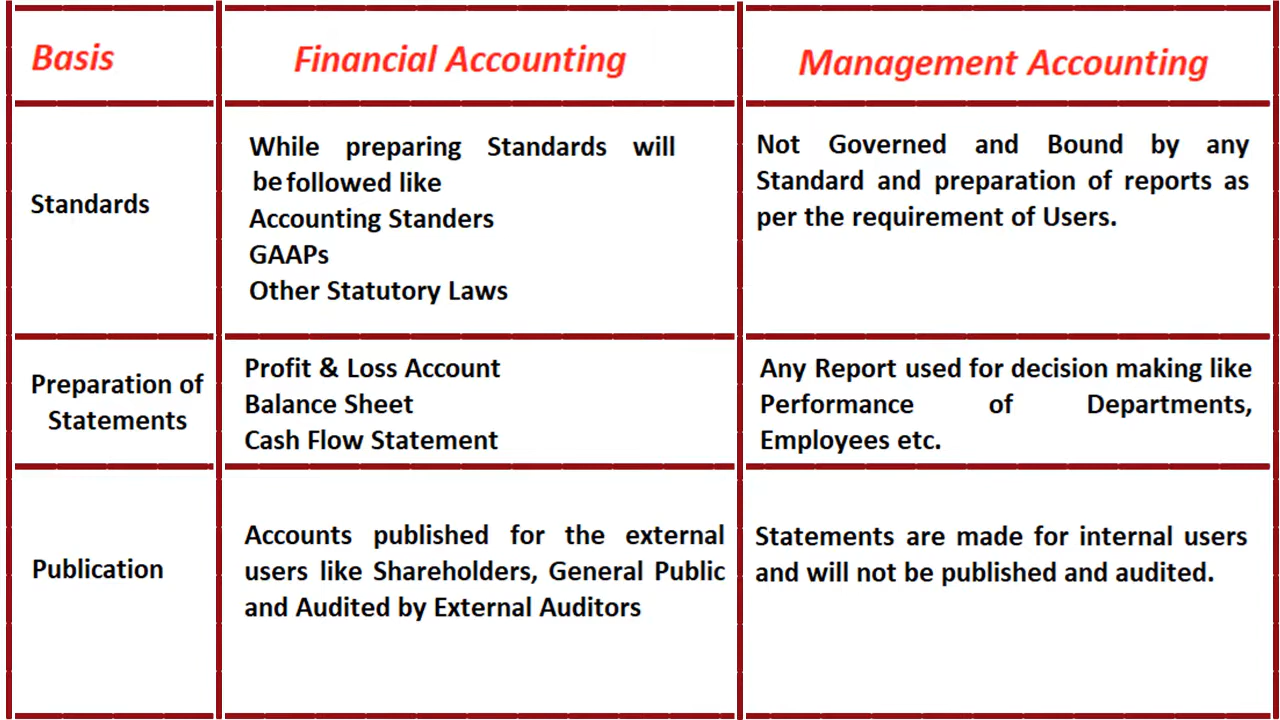 Basis
Financial Accounting
Management Accounting
Standards
While preparing Standards will
be followed like
Accounting Standers
GAAPs
Other Statutory Laws
Not Governed and Bound by any
Standard and preparation of reports as
per the requirement of Users.
Preparation of
Statements
Profit & Loss Account
Balance Sheet
Cash Flow Statement
Any Report used for decision making like
Performance of Departments,
Employees etc.
Publication
Accounts published for the external
users like Shareholders, General Public
and Audited by External Auditors
Statements are made for internal users
and will not be published and audited.